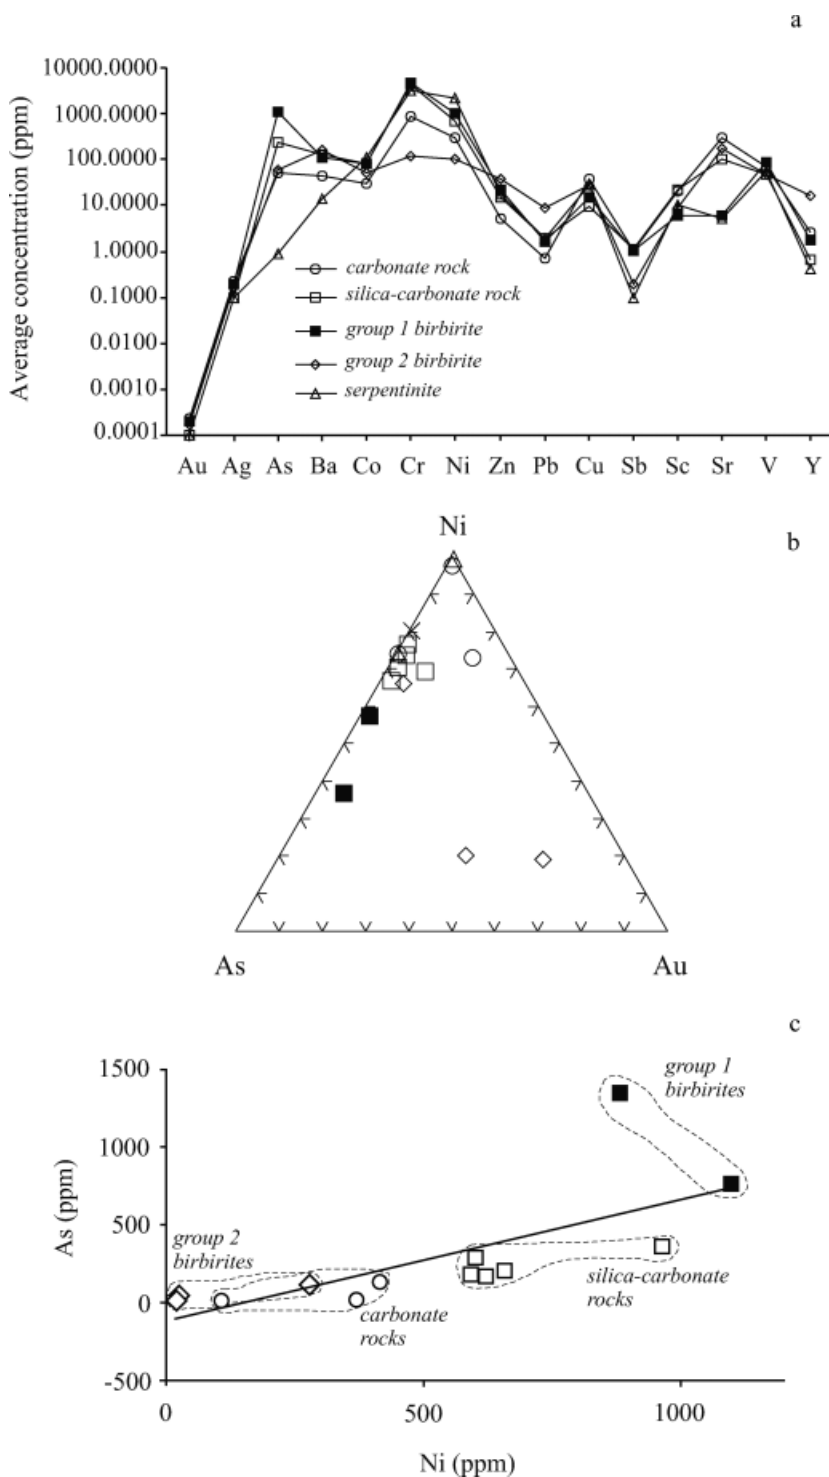 a
Average concentration (ppm)
10000.0000
1000.0000
100.0000
10.0000
1.0000
0.1000
0.0100
0.0010
0.0001
carbonate rock
silica-carbonate rock
group 1 birbirite
group 2 birbirite
serpentinite
Au Ag As Ba Co Cr Ni Zn Pb Cu Sb Sc Sr V Y
b
Ni
As
Au
c
As (ppm)
1500
1000
500
0
-500
group 1
birbirites
group 2
birbirites
carbonate
rocks
silica-carbonate
rocks
0 500 1000
Ni (ppm)